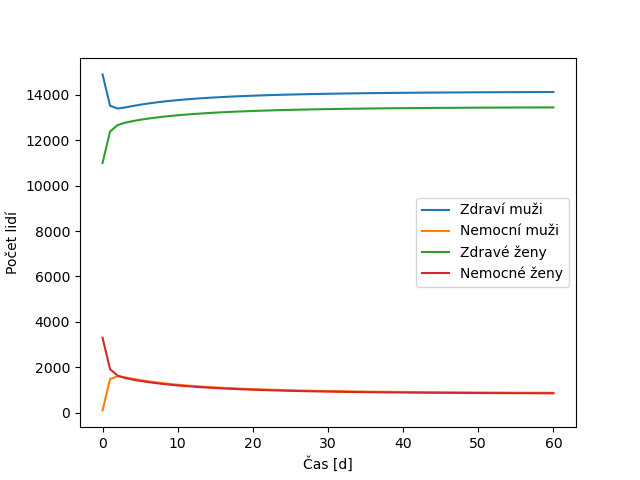 14000
12000
10000
8000
6000
4000
2000
0
Počet lidí
Zdraví muži
Nemocní muži
Zdravé ženy
Nemocné ženy
0 10 20 30 40 50 60
Čas [d]